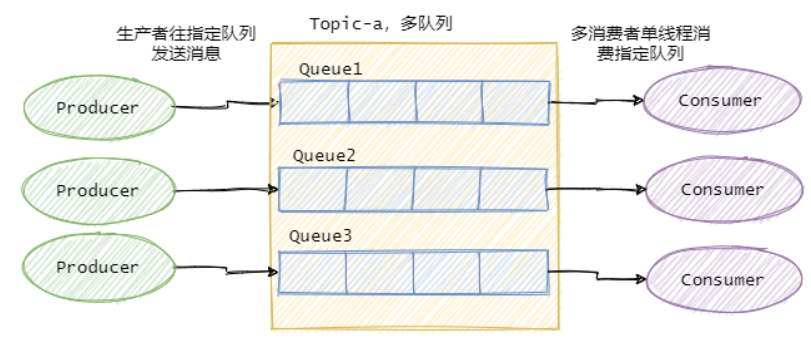 Topic-a，多队列
生产者往指定队列
发送消息
多消费者单线程消
费指定队列
Queue1
Producer
Consumer
Queue2
Producer
Consumer
Queue3
Producer
Consumer